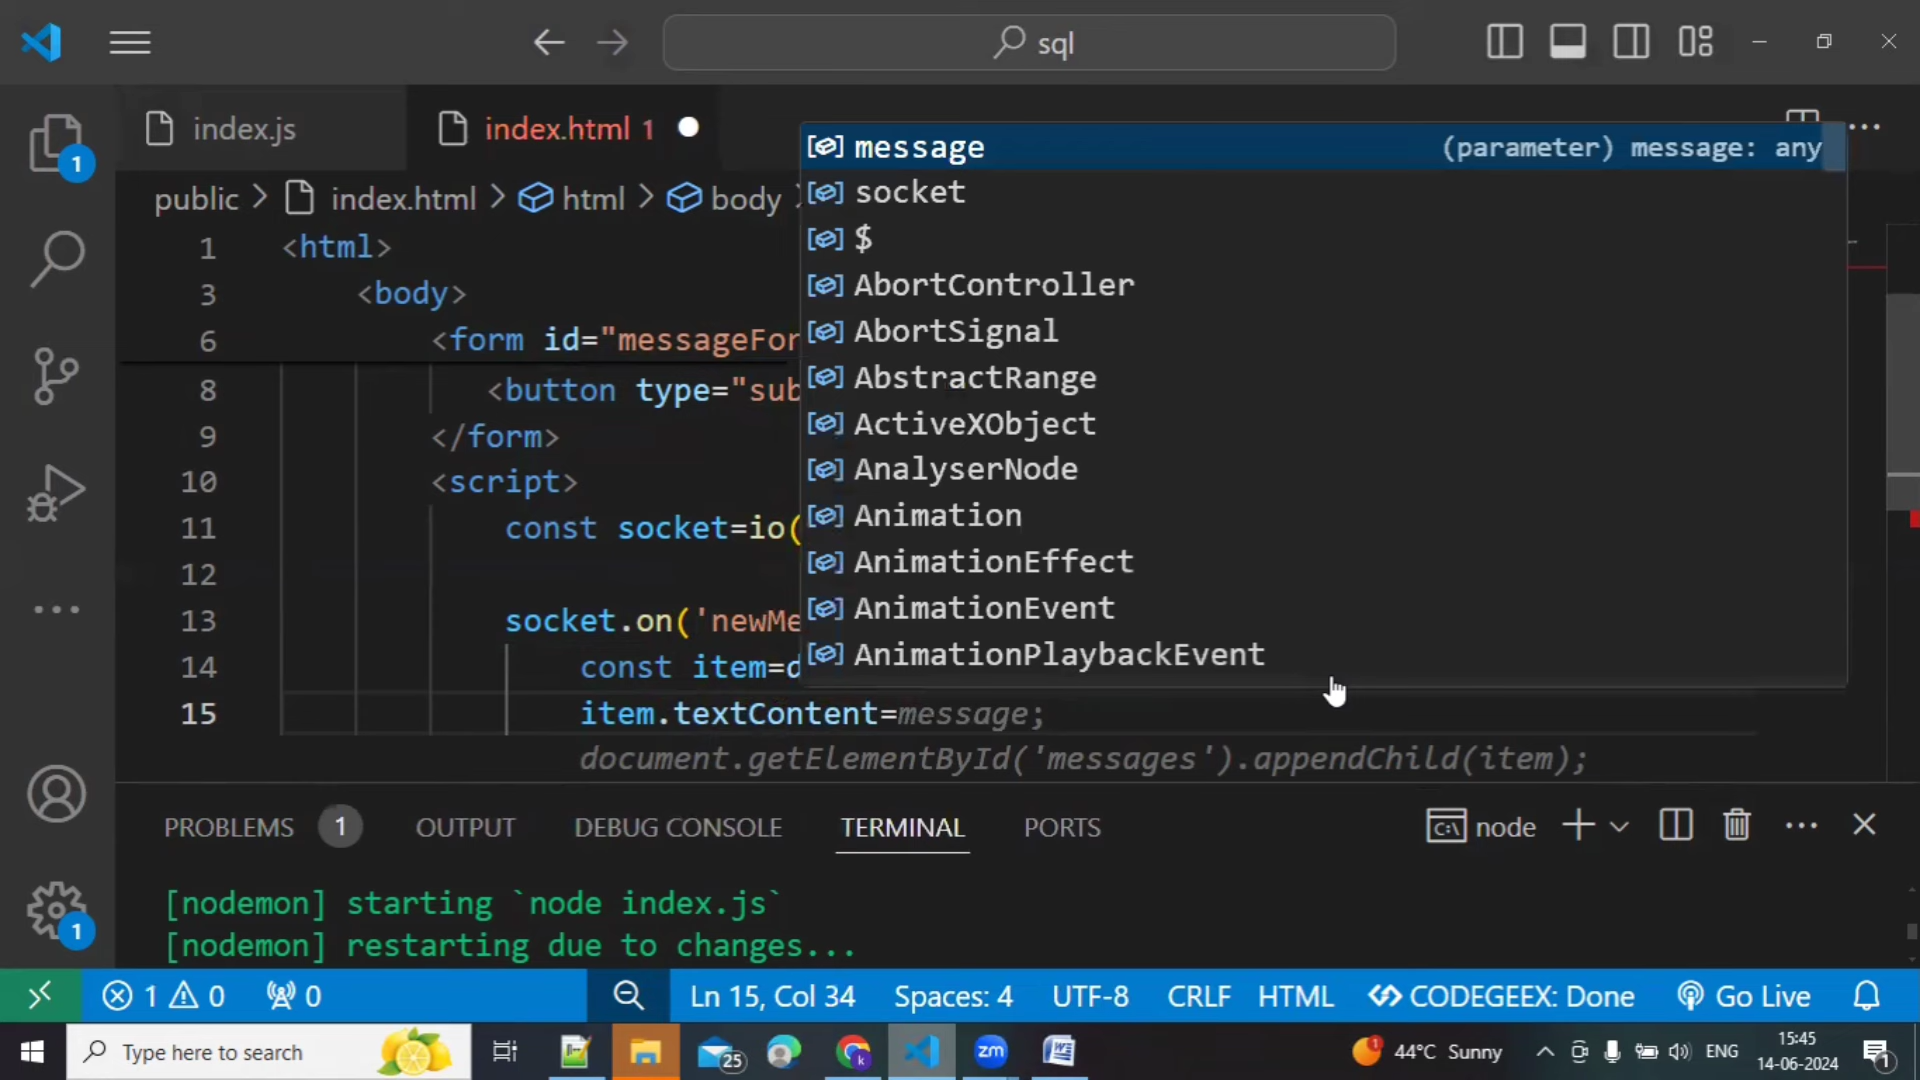 sql
index.js
index.html 1
1
public > index.html > html > body >
1 <html>
3 <body>
6 <form id="messageFor
8 <button type="sub
9 </form>
10 <script>
11 const socket=io(
12
13 socket.on('newMe
14 const item=d
15 item.textContent=message;
document.getElementById('messages').appendChild(item);
message (parameter) message: any
socket
$
AbortController
AbortSignal
AbstractRange
ActiveXObject
AnalyserNode
Animation
AnimationEffect
AnimationEvent
AnimationPlaybackEvent
PROBLEMS 1 OUTPUT DEBUG CONSOLE TERMINAL PORTS node
[nodemon] starting `node index.js`
[nodemon] restarting due to changes...
1
1 0 0 Ln 15, Col 34 Spaces: 4 UTF-8 CRLF HTML CODEGEEX: Done Go Live
Type here to search 25 k zm 44°C Sunny ENG 15:45
14-06-2024
1